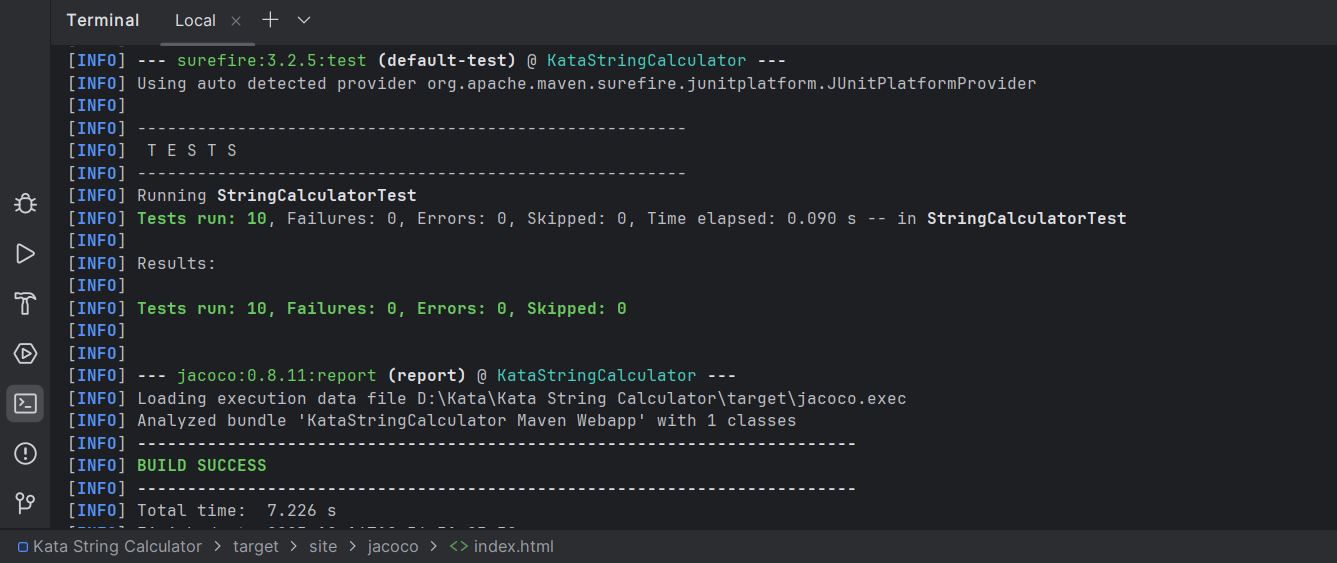 Terminal Local
[INFO] --- surefire:3.2.5:test (default-test) @ KataStringCalculator ---
[INFO] Using auto detected provider org.apache.maven.surefire.junitplatform.JUnitPlatformProvider
[INFO]
[INFO] -------------------------------------------------------
[INFO]  T E S T S
[INFO] -------------------------------------------------------
[INFO] Running StringCalculatorTest
[INFO] Tests run: 10, Failures: 0, Errors: 0, Skipped: 0, Time elapsed: 0.090 s -- in StringCalculatorTest
[INFO]
[INFO] Results:
[INFO]
[INFO] Tests run: 10, Failures: 0, Errors: 0, Skipped: 0
[INFO]
[INFO]
[INFO] --- jacoco:0.8.11:report (report) @ KataStringCalculator ---
[INFO] Loading execution data file D:\Kata\Kata String Calculator\target\jacoco.exec
[INFO] Analyzed bundle 'KataStringCalculator Maven Webapp' with 1 classes
[INFO] ------------------------------------------------------------------------
[INFO] BUILD SUCCESS
[INFO] ------------------------------------------------------------------------
[INFO] Total time:  7.226 s
Kata String Calculator > target > site > jacoco > <> index.html